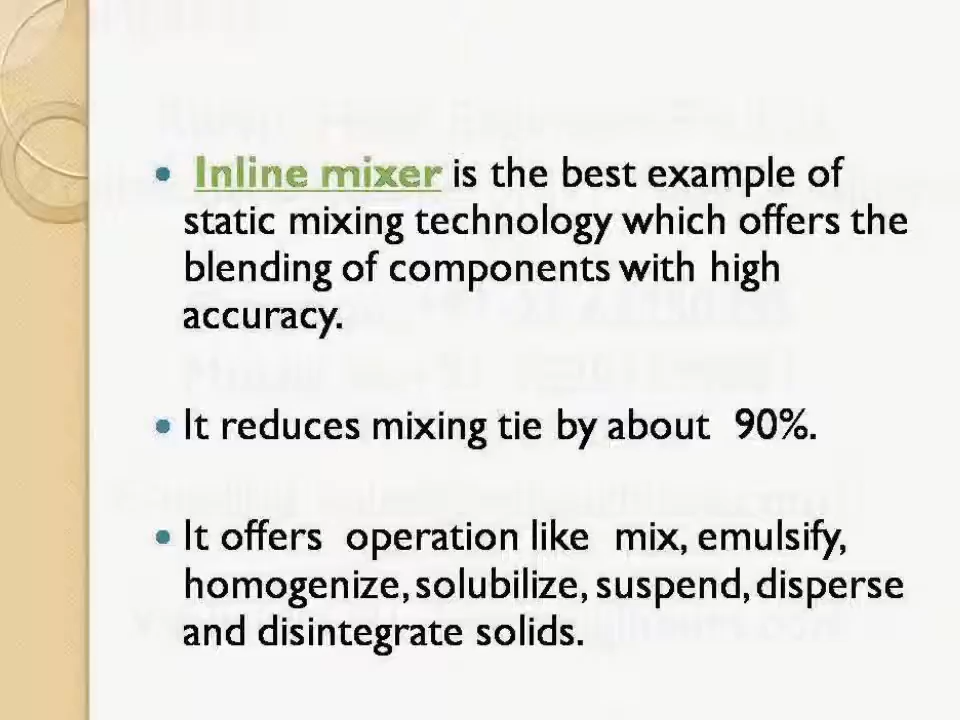 Inline mixer is the best example of
static mixing technology which offers the
blending of components with high
accuracy.
It reduces mixing tie by about 90%.
It offers operation like mix, emulsify,
homogenize, solubilize, suspend, disperse
and disintegrate solids.